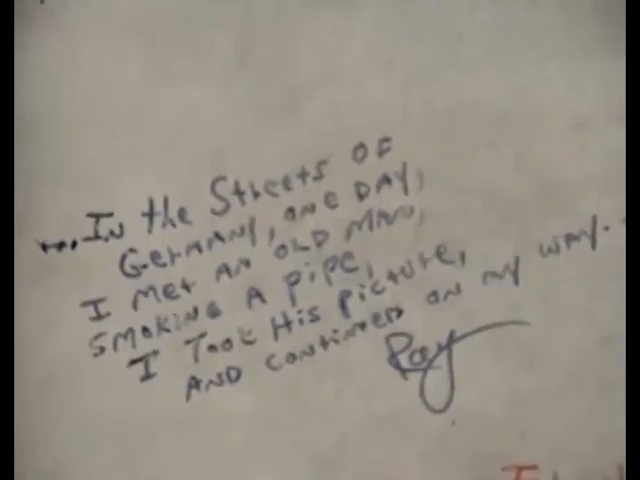 ...In the Streets OF
GERMANY, ONE DAY,
I MET AN OLD MAN,
SMOKING A PIPE,
I TOOK HIS PICTURE,
AND CONTINUED ON MY WAY.
Ray